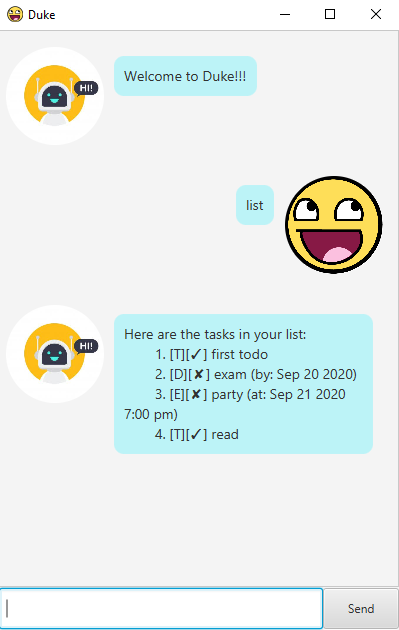 Duke
HI!
Welcome to Duke!!!
list
HI!
Here are the tasks in your list:
1. [T][✓] first todo
2. [D][✘] exam (by: Sep 20 2020)
3. [E][✘] party (at: Sep 21 2020
7:00 pm)
4. [T][✓] read
Send